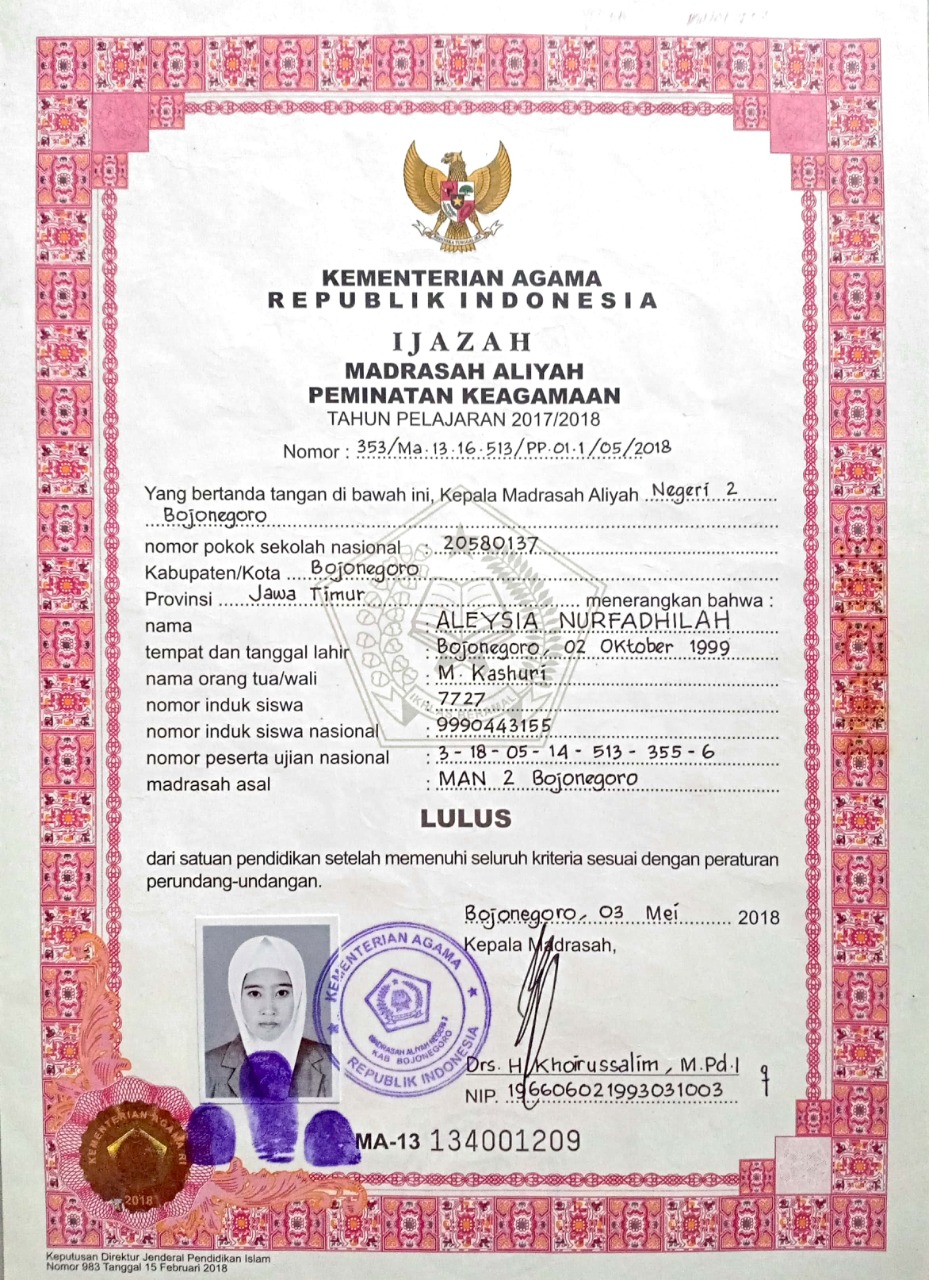 KEMENTERIAN AGAMA
REPUBLIK INDONESIA
IJAZAH
MADRASAH ALIYAH
PEMINATAN KEAGAMAAN
TAHUN PELAJARAN 2017/2018
Nomor : 353/Ma.13.16.513/PP.01.1/05/2018
Yang bertanda tangan di bawah ini, Kepala Madrasah Aliyah Negeri 2
Bojonegoro
nomor pokok sekolah nasional : 20580137
Kabupaten/Kota Bojonegoro
Provinsi Jawa Timur menerangkan bahwa :
nama : ALEYSIA NURFADHILAH
tempat dan tanggal lahir : Bojonegoro, 02 Oktober 1999
nama orang tua/wali : M. Kashuri
nomor induk siswa : 7727
nomor induk siswa nasional : 9990443155
nomor peserta ujian nasional : 3-18-05-14-513-355-6
madrasah asal : MAN 2 Bojonegoro
LULUS
dari satuan pendidikan setelah memenuhi seluruh kriteria sesuai dengan peraturan
perundang-undangan.
Bojonegoro, 03 Mei 2018
Kepala Madrasah,
KEMENTERIAN AGAMA
MADRASAH ALIYAH NEGERI 2
KAB BOJONEGORO
REPUBLIK INDONESIA
Drs. H. Khoirussalim, M.Pd.I
NIP. 196606021993031003
MA-13 134001209
KEMENTERIAN AGAMA RI
2018
Keputusan Direktur Jenderal Pendidikan Islam
Nomor 983 Tanggal 15 Februari 2018